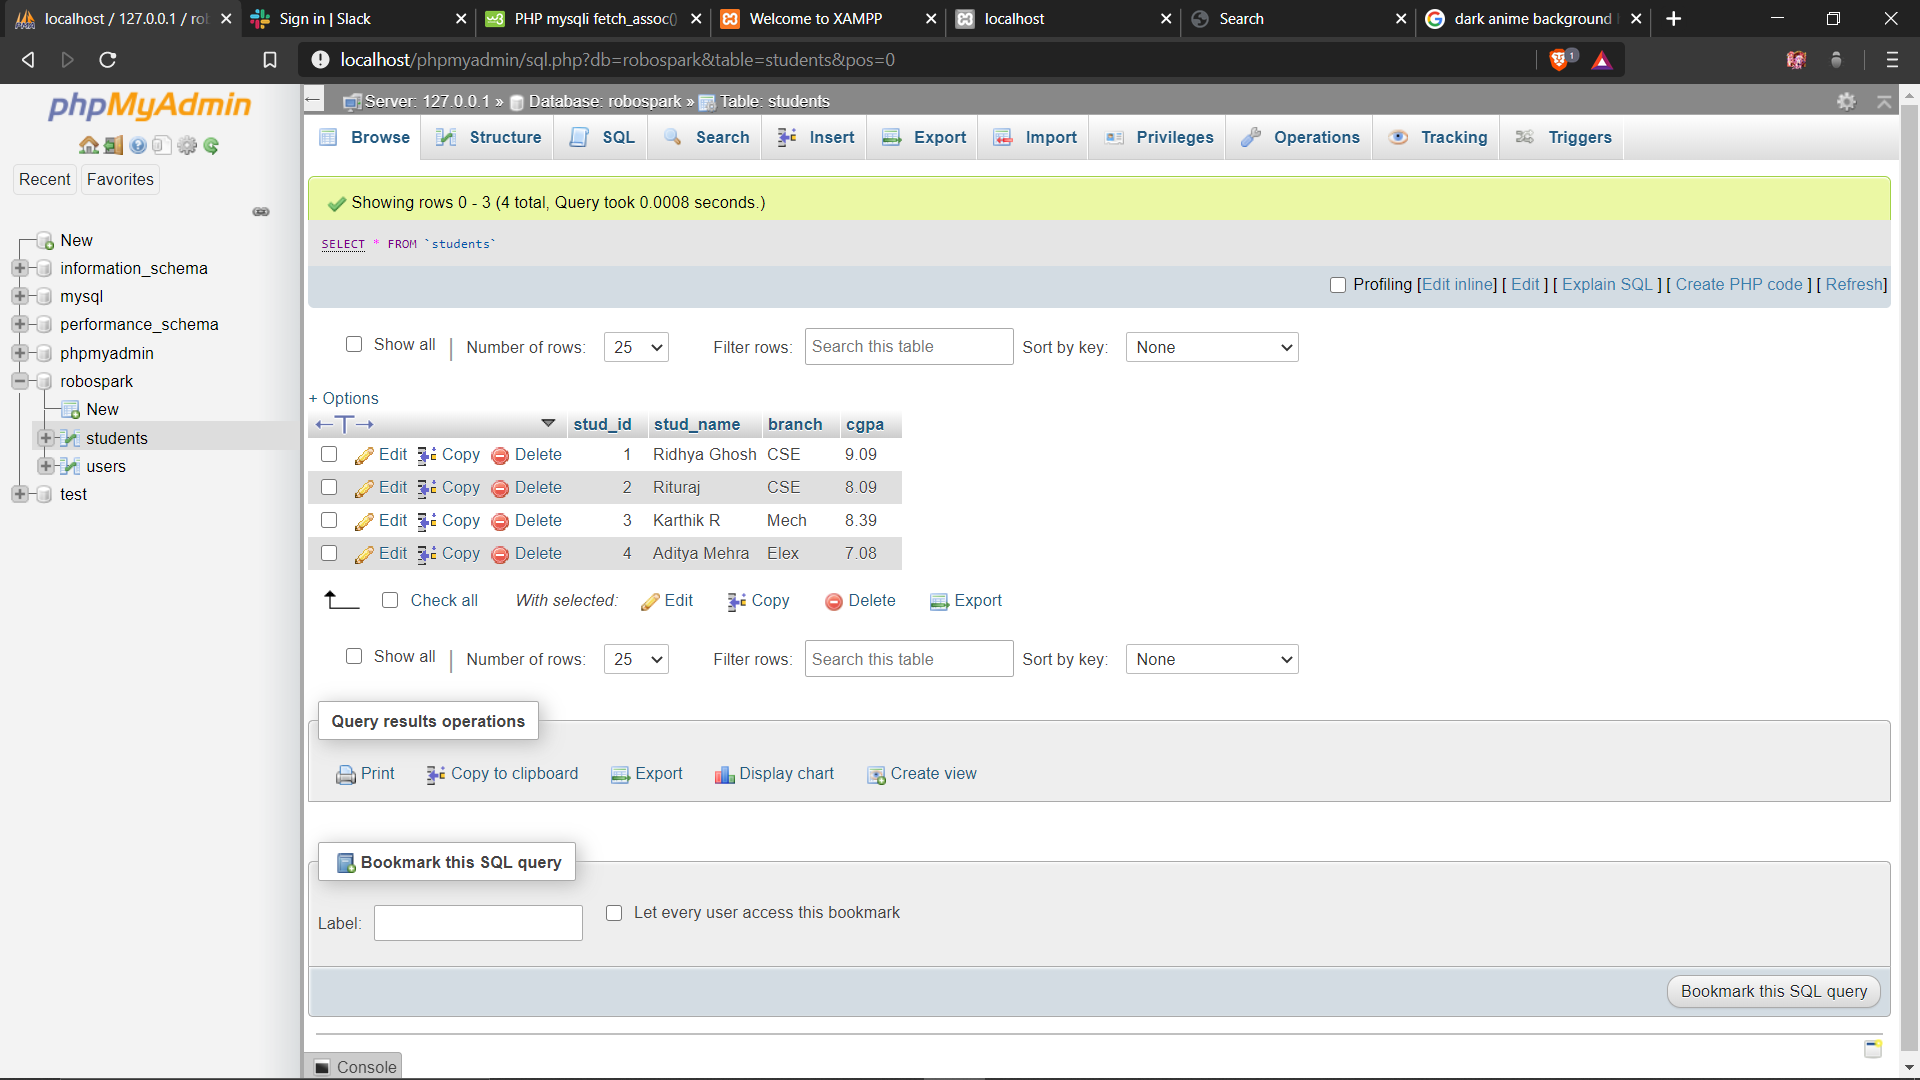 localhost / 127.0.0.1 / rob
Sign in | Slack
PHP mysqli fetch_assoc()
Welcome to XAMPP
localhost
Search
dark anime background
localhost/phpmyadmin/sql.php?db=robospark&table=students&pos=0
1
phpMyAdmin
Recent
Favorites
New
information_schema
mysql
performance_schema
phpmyadmin
robospark
New
students
users
test
Server: 127.0.0.1 » Database: robospark » Table: students
Browse Structure SQL Search Insert Export Import Privileges Operations Tracking Triggers
Showing rows 0 - 3 (4 total, Query took 0.0008 seconds.)
SELECT * FROM `students`
Profiling [Edit inline] [ Edit ] [ Explain SQL ] [ Create PHP code ] [ Refresh]
Show all | Number of rows: 25 Filter rows: Search this table Sort by key: None
+ Options
←T→ stud_id stud_name branch cgpa
Edit Copy Delete 1 Ridhya Ghosh CSE 9.09
Edit Copy Delete 2 Rituraj CSE 8.09
Edit Copy Delete 3 Karthik R Mech 8.39
Edit Copy Delete 4 Aditya Mehra Elex 7.08
Check all With selected: Edit Copy Delete Export
Show all | Number of rows: 25 Filter rows: Search this table Sort by key: None
Query results operations
Print Copy to clipboard Export Display chart Create view
Bookmark this SQL query
Label: Let every user access this bookmark
Bookmark this SQL query
Console